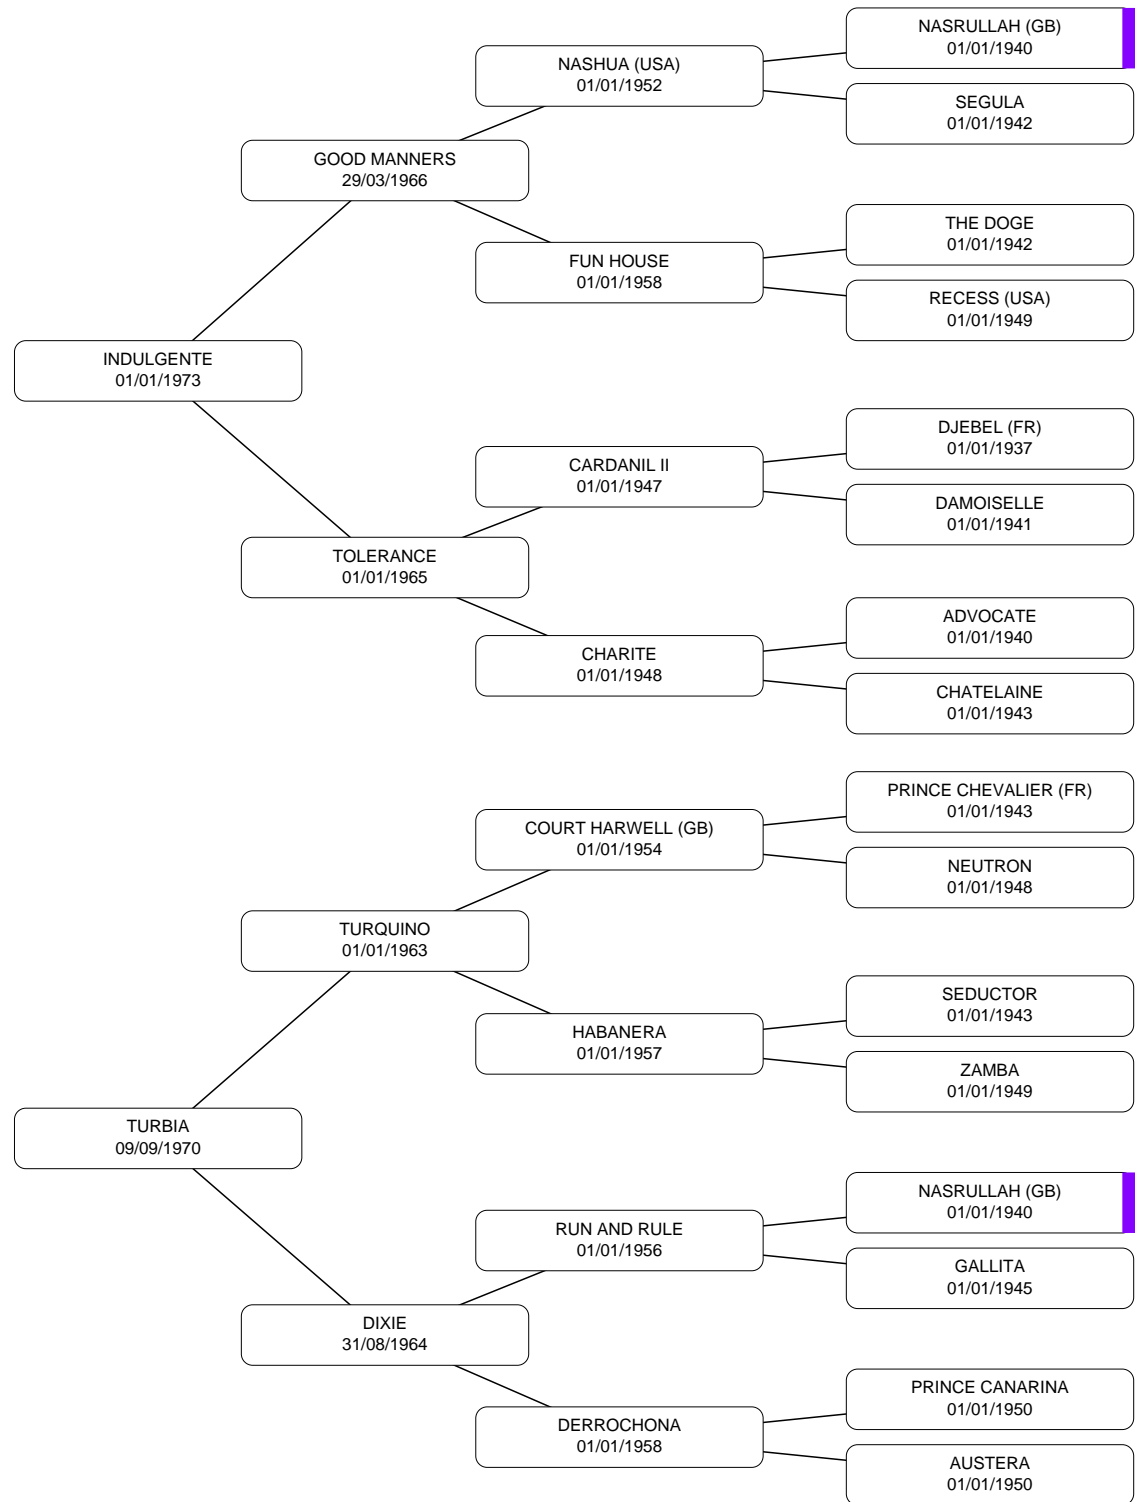 NASRULLAH (GB)
01/01/1940
NASHUA (USA)
01/01/1952
SEGULA
01/01/1942
GOOD MANNERS
29/03/1966
THE DOGE
01/01/1942
FUN HOUSE
01/01/1958
RECESS (USA)
01/01/1949
INDULGENTE
01/01/1973
DJEBEL (FR)
01/01/1937
CARDANIL II
01/01/1947
DAMOISELLE
01/01/1941
TOLERANCE
01/01/1965
ADVOCATE
01/01/1940
CHARITE
01/01/1948
CHATELAINE
01/01/1943
PRINCE CHEVALIER (FR)
01/01/1943
COURT HARWELL (GB)
01/01/1954
NEUTRON
01/01/1948
TURQUINO
01/01/1963
SEDUCTOR
01/01/1943
HABANERA
01/01/1957
ZAMBA
01/01/1949
TURBIA
09/09/1970
NASRULLAH (GB)
01/01/1940
RUN AND RULE
01/01/1956
GALLITA
01/01/1945
DIXIE
31/08/1964
PRINCE CANARINA
01/01/1950
DERROCHONA
01/01/1958
AUSTERA
01/01/1950